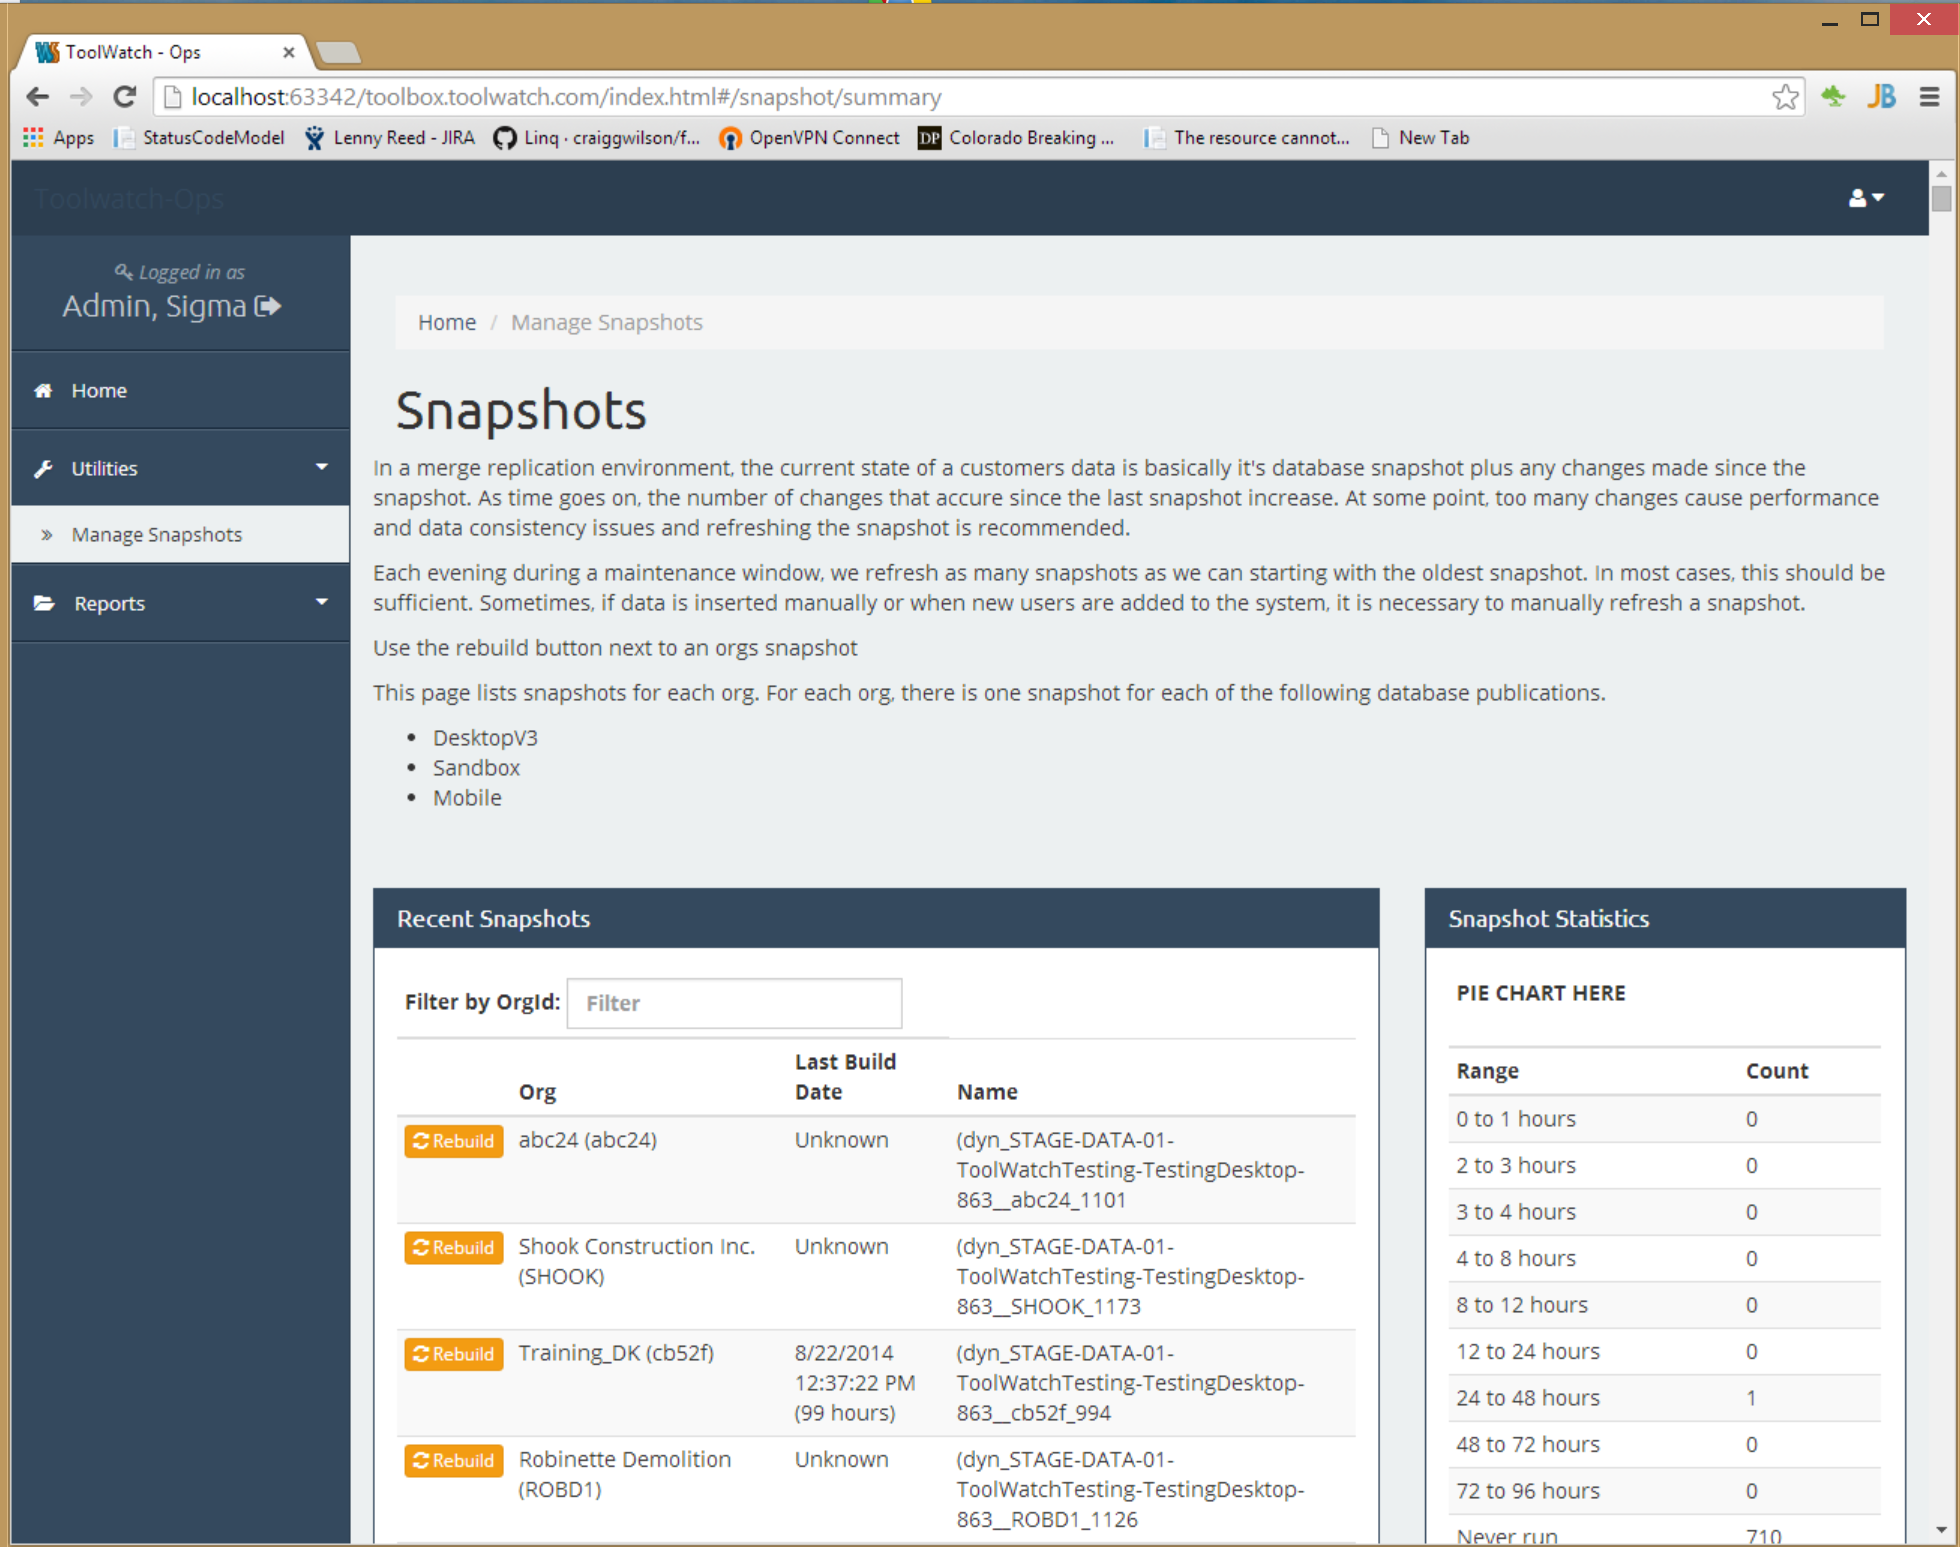 ToolWatch - Ops
localhost:63342/toolbox.toolwatch.com/index.html#/snapshot/summary
Apps StatusCodeModel Lenny Reed - JIRA Linq · craiggwilson/f... OpenVPN Connect DP Colorado Breaking ... The resource cannot... New Tab
JB
Toolwatch-Ops
Logged in as
Admin, Sigma
Home
Utilities
» Manage Snapshots
Reports
Home / Manage Snapshots
Snapshots
In a merge replication environment, the current state of a customers data is basically it's database snapshot plus any changes made since the
snapshot. As time goes on, the number of changes that accure since the last snapshot increase. At some point, too many changes cause performance
and data consistency issues and refreshing the snapshot is recommended.
Each evening during a maintenance window, we refresh as many snapshots as we can starting with the oldest snapshot. In most cases, this should be
sufficient. Sometimes, if data is inserted manually or when new users are added to the system, it is necessary to manually refresh a snapshot.
Use the rebuild button next to an orgs snapshot
This page lists snapshots for each org. For each org, there is one snapshot for each of the following database publications.
• DesktopV3
• Sandbox
• Mobile
Recent Snapshots
Filter by OrgId: Filter
Last Build
Org Date Name
Rebuild abc24 (abc24) Unknown (dyn_STAGE-DATA-01-
ToolWatchTesting-TestingDesktop-
863__abc24_1101
Rebuild Shook Construction Inc. Unknown (dyn_STAGE-DATA-01-
(SHOOK) ToolWatchTesting-TestingDesktop-
863__SHOOK_1173
Rebuild Training_DK (cb52f) 8/22/2014 (dyn_STAGE-DATA-01-
12:37:22 PM ToolWatchTesting-TestingDesktop-
(99 hours) 863__cb52f_994
Rebuild Robinette Demolition Unknown (dyn_STAGE-DATA-01-
(ROBD1) ToolWatchTesting-TestingDesktop-
863__ROBD1_1126
Snapshot Statistics
PIE CHART HERE
Range Count
0 to 1 hours 0
2 to 3 hours 0
3 to 4 hours 0
4 to 8 hours 0
8 to 12 hours 0
12 to 24 hours 0
24 to 48 hours 1
48 to 72 hours 0
72 to 96 hours 0
Never run 710